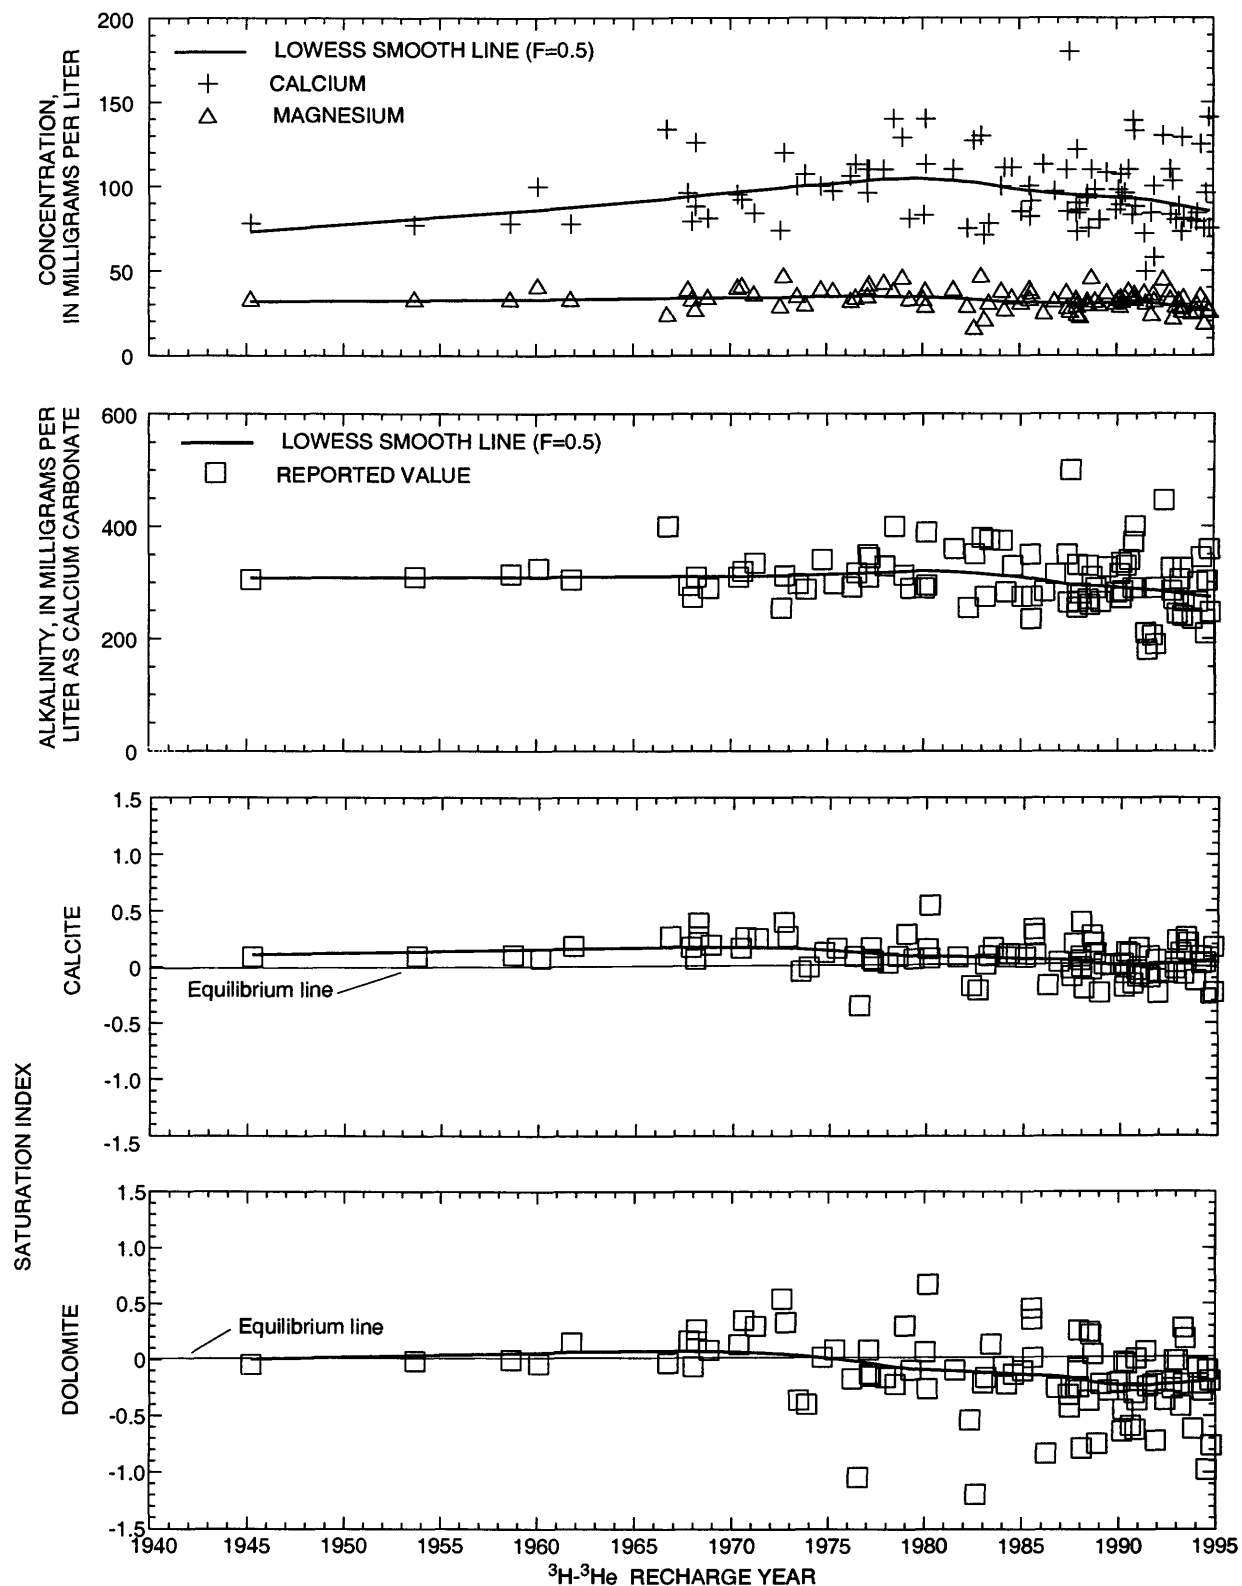 200
150
100
50
0
CONCENTRATION,
IN MILLIGRAMS PER LITER
LOWESS SMOOTH LINE (F=0.5)
CALCIUM
MAGNESIUM
600
400
200
0
ALKALINITY, IN MILLIGRAMS PER
LITER AS CALCIUM CARBONATE
LOWESS SMOOTH LINE (F=0.5)
REPORTED VALUE
SATURATION INDEX
1.5
1.0
0.5
0
-0.5
-1.0
-1.5
CALCITE
Equilibrium line
1.5
1.0
0.5
0
-0.5
-1.0
-1.5
DOLOMITE
Equilibrium line
1940 1945 1950 1955 1960 1965 1970 1975 1980 1985 1990 1995
³H-³He RECHARGE YEAR